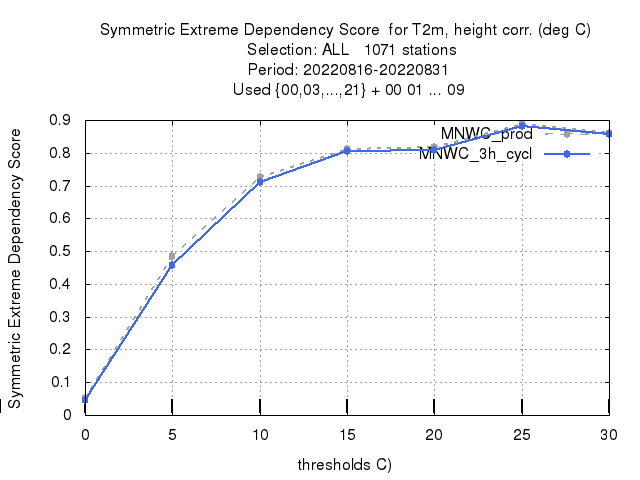 Symmetric Extreme Dependency Score  for T2m, height corr. (deg C)
Selection: ALL   1071 stations
Period: 20220816-20220831
Used {00,03,...,21} + 00 01 ... 09
Symmetric Extreme Dependency Score
0.9
0.8
0.7
0.6
0.5
0.4
0.3
0.2
0.1
0
MNWC_prod
MNWC_3h_cycl
0 5 10 15 20 25 30
thresholds C)